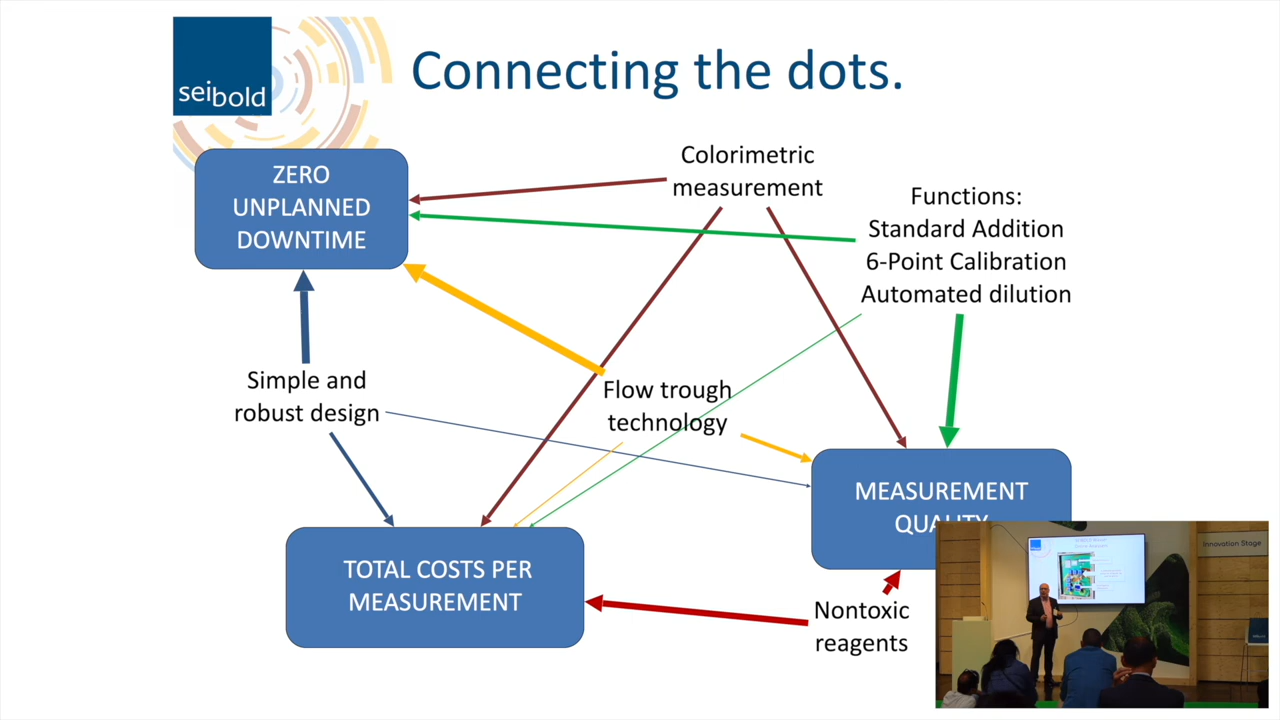 seibold
Connecting the dots.
ZERO
UNPLANNED
DOWNTIME
Colorimetric
measurement
Functions:
Standard Addition
6-Point Calibration
Automated dilution
Simple and
robust design
Flow trough
technology
MEASUREMENT
QUALITY
TOTAL COSTS PER
MEASUREMENT
Nontoxic
reagents
Innovation Stage